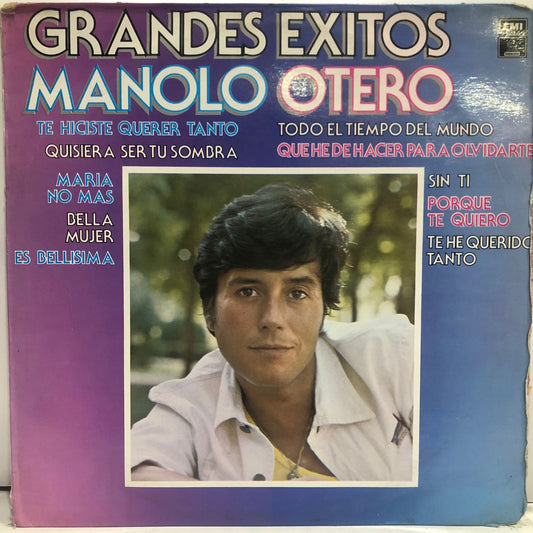 GRANDES EXITOS
EMI
MANOLO OTERO
TE HICISTE QUERER TANTO
TODO EL TIEMPO DEL MUNDO
QUISIERA SER TU SOMBRA
QUE HE DE HACER PARA OLVIDARTE
MARIA
NO MAS
BELLA
MUJER
ES BELLISIMA
SIN TI
PORQUE
TE QUIERO
TE HE QUERIDO
TANTO